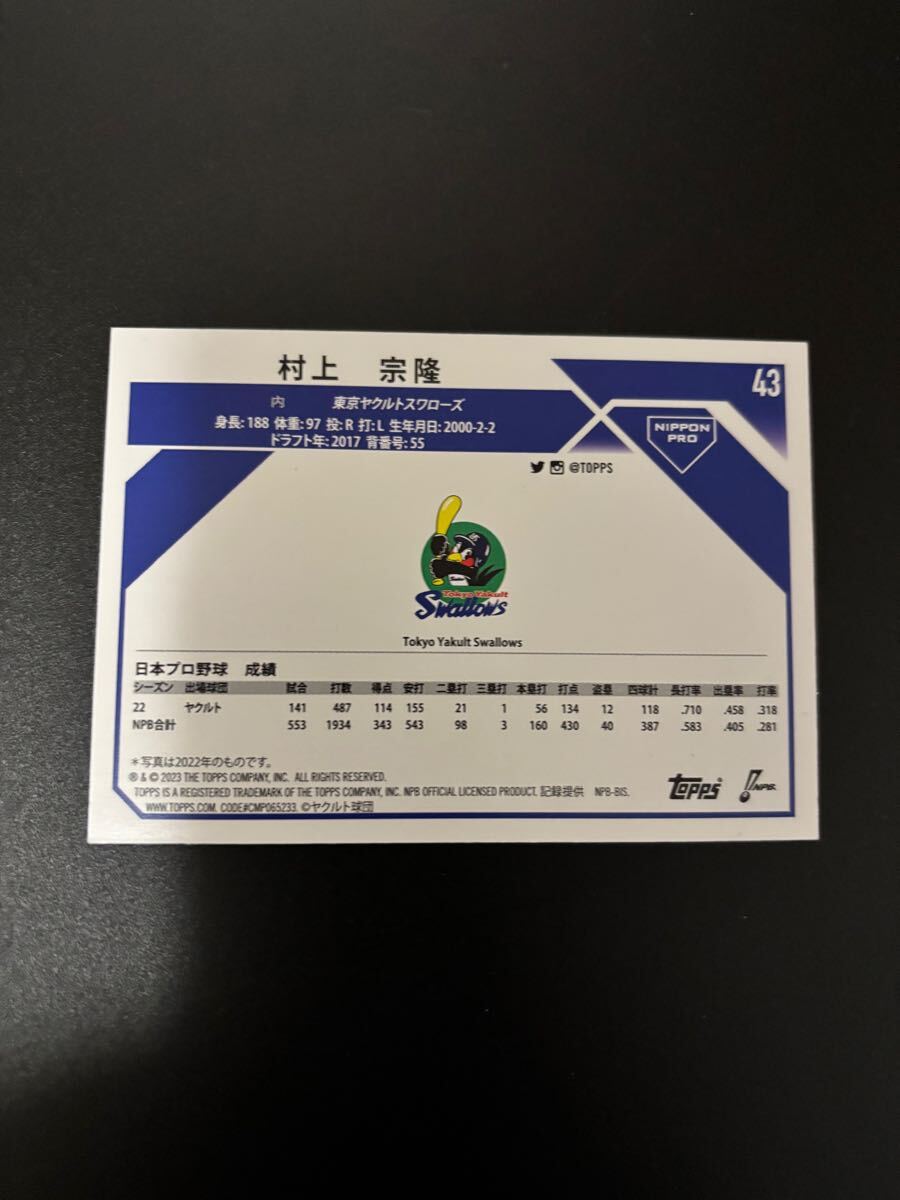 村上 宗隆
43
内 東京ヤクルトスワローズ
身長: 188 体重: 97 投: R 打: L 生年月日: 2000-2-2
ドラフト年: 2017 背番号: 55
NIPPON
PRO
@TOPPS
Tokyo Yakult
Swallows
Tokyo Yakult Swallows
日本プロ野球 成績
シーズン 出場球団 試合 打数 得点 安打 二塁打 三塁打 本塁打 打点 盗塁 四球計 長打率 出塁率 打率
22 ヤクルト 141 487 114 155 21 1 56 134 12 118 .710 .458 .318
NPB合計 553 1934 343 543 98 3 160 430 40 387 .583 .405 .281
*写真は2022年のものです。
® & © 2023 THE TOPPS COMPANY, INC. ALL RIGHTS RESERVED.
TOPPS IS A REGISTERED TRADEMARK OF THE TOPPS COMPANY, INC. NPB OFFICIAL LICENSED PRODUCT. 記録提供 NPB-BIS.
WWW.TOPPS.COM. CODE#CMP065233. ©ヤクルト球団
Topps
NPB